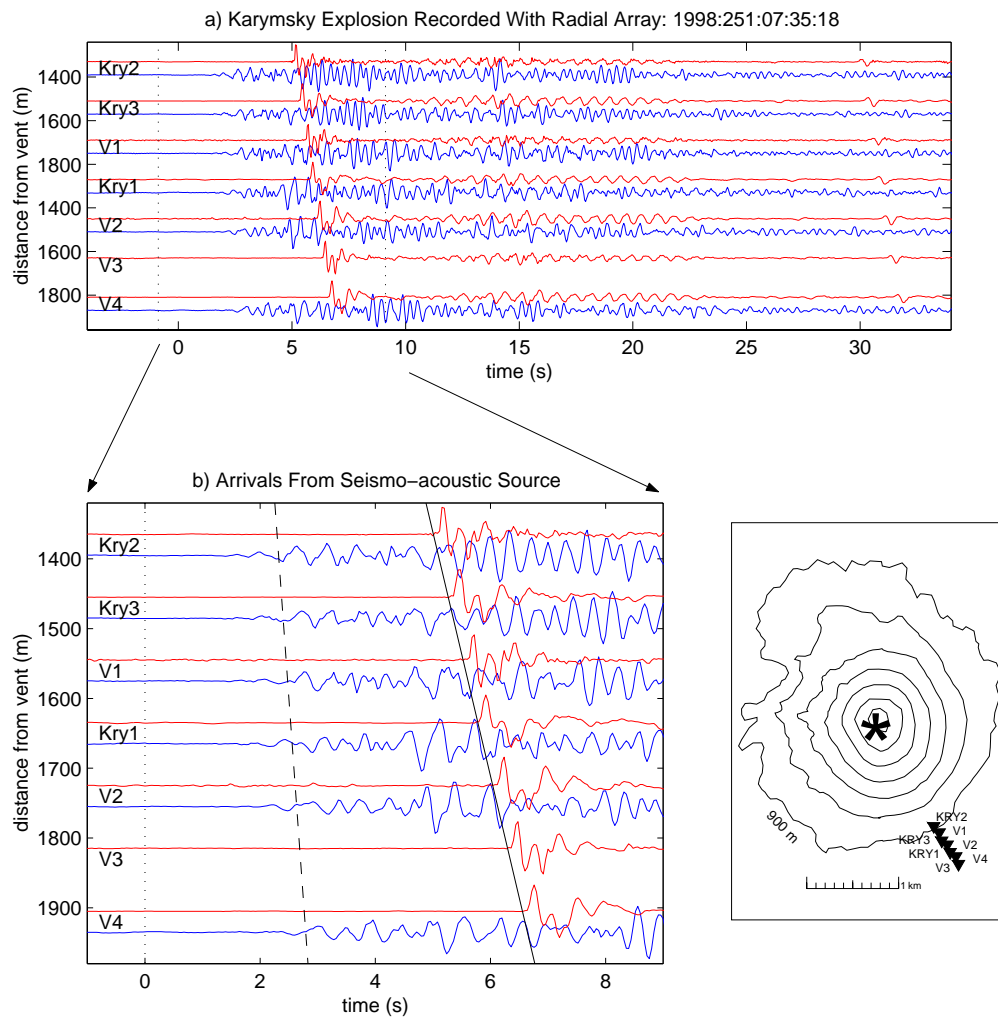 a) Karymsky Explosion Recorded With Radial Array: 1998:251:07:35:18
distance from vent (m)
1400
1600
1800
1400
1600
1800
Kry2
Kry3
V1
Kry1
V2
V3
V4
0
5
10
15
20
25
30
time (s)
b) Arrivals From Seismo−acoustic Source
distance from vent (m)
1400
1500
1600
1700
1800
1900
Kry2
Kry3
V1
Kry1
V2
V3
V4
0
2
4
6
8
time (s)
900 m
KRY2
V1
KRY3
V2
KRY1
V4
V3
1 km